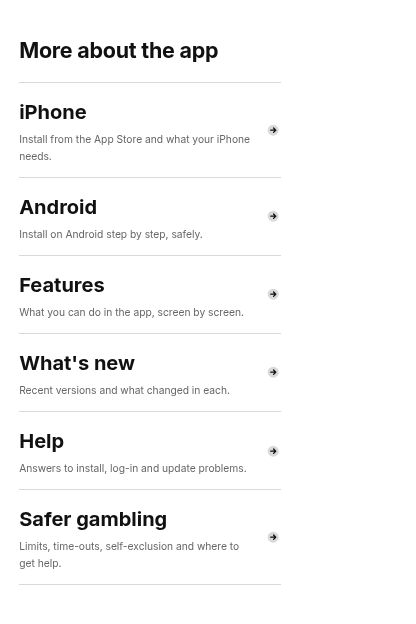 More about the app
iPhone
Install from the App Store and what your iPhone
needs.
Android
Install on Android step by step, safely.
Features
What you can do in the app, screen by screen.
What's new
Recent versions and what changed in each.
Help
Answers to install, log-in and update problems.
Safer gambling
Limits, time-outs, self-exclusion and where to
get help.